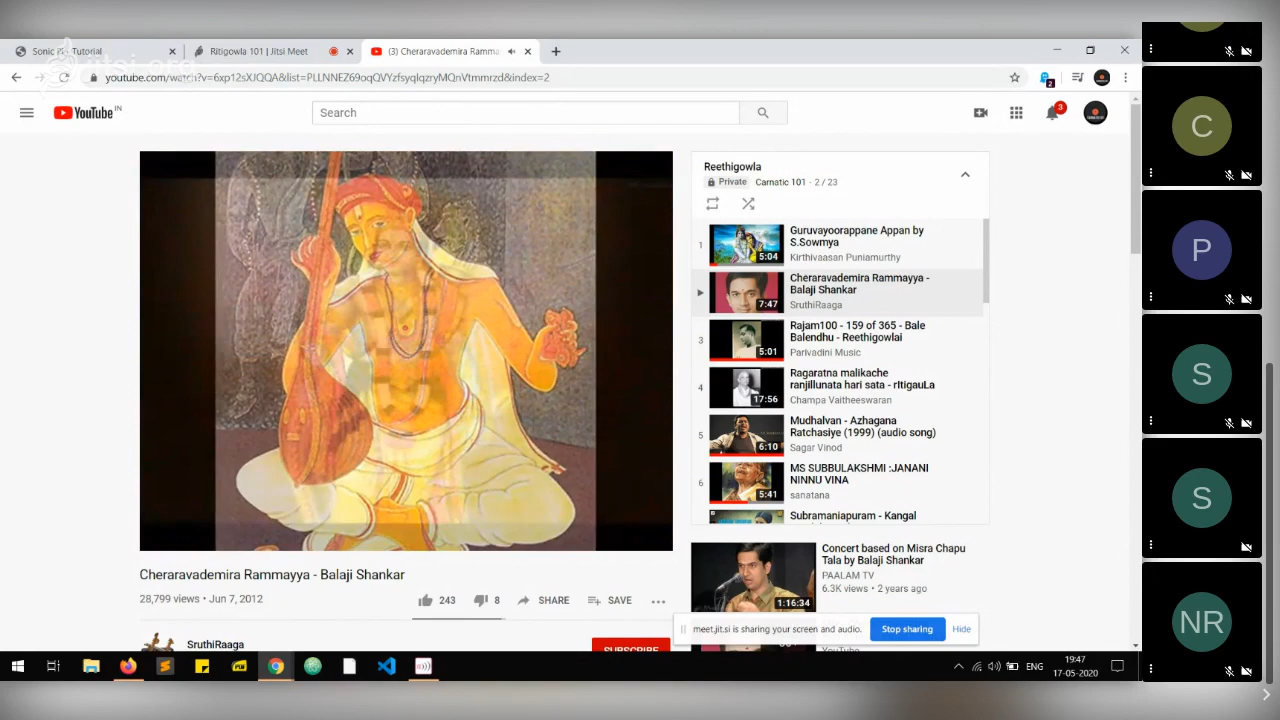 Sonic Pi - Tutorial
Ritigowla 101 | Jitsi Meet
(3) Cheraravademira Ramma
jitsi.org
youtube.com/watch?v=6xp12sXJQQA&list=PLLNNEZ69oqQVYzfsyqIqzryMQnVtmmrzd&index=2
2
YouTube IN
Search
3
Reethigowla
Private Carnatic 101 - 2 / 23
1
Guruvayoorappane Appan by
S.Sowmya
Kirthivaasan Puniamurthy
5:04
Cheraravademira Rammayya -
Balaji Shankar
SruthiRaaga
7:47
3
Rajam100 - 159 of 365 - Bale
Balendhu - Reethigowlai
Parivadini Music
5:01
4
Ragaratna malikache
ranjillunata hari sata - rItigauLa
Champa Vaitheeswaran
17:56
5
Mudhalvan - Azhagana
Ratchasiye (1999) (audio song)
Sagar Vinod
6:10
6
MS SUBBULAKSHMI :JANANI
NINNU VINA
sanatana
5:41
Subramaniapuram - Kangal
Cheraravademira Rammayya - Balaji Shankar
28,799 views • Jun 7, 2012
243
8
SHARE
SAVE
SruthiRaaga
SUBSCRIBE
Concert based on Misra Chapu
Tala by Balaji Shankar
PAALAM TV
6.3K views • 2 years ago
1:16:34
YouTube
meet.jit.si is sharing your screen and audio.
Stop sharing
Hide
ENG
19:47
17-05-2020
C
P
S
S
NR